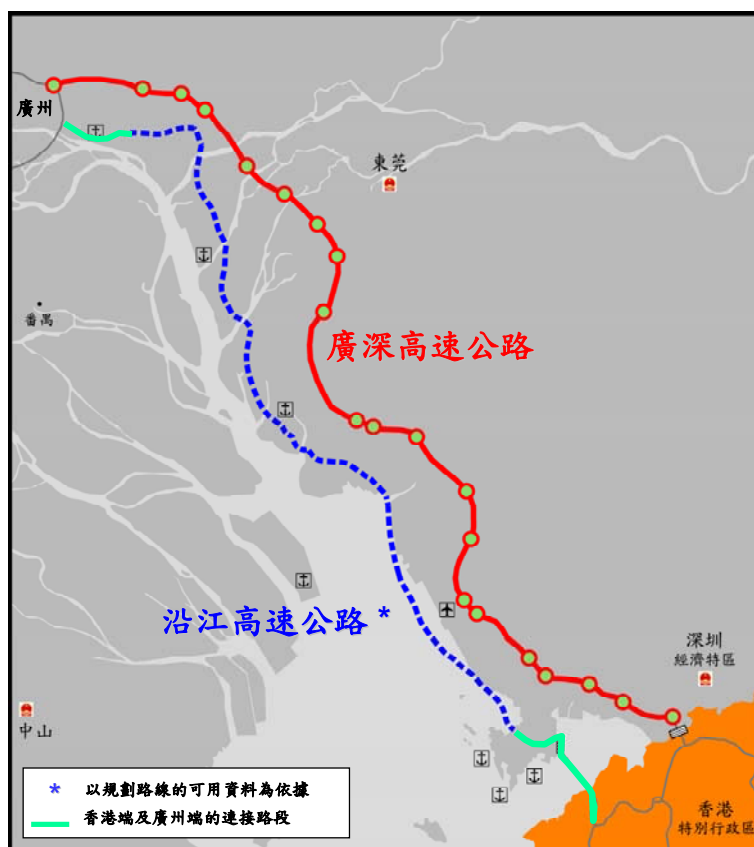 廣州
東莞
番禺
廣深高速公路
沿江高速公路 *
深圳
經濟特區
中山
香港
特別行政區
* 以規劃路線的可用資料為依據
香港端及廣州端的連接路段